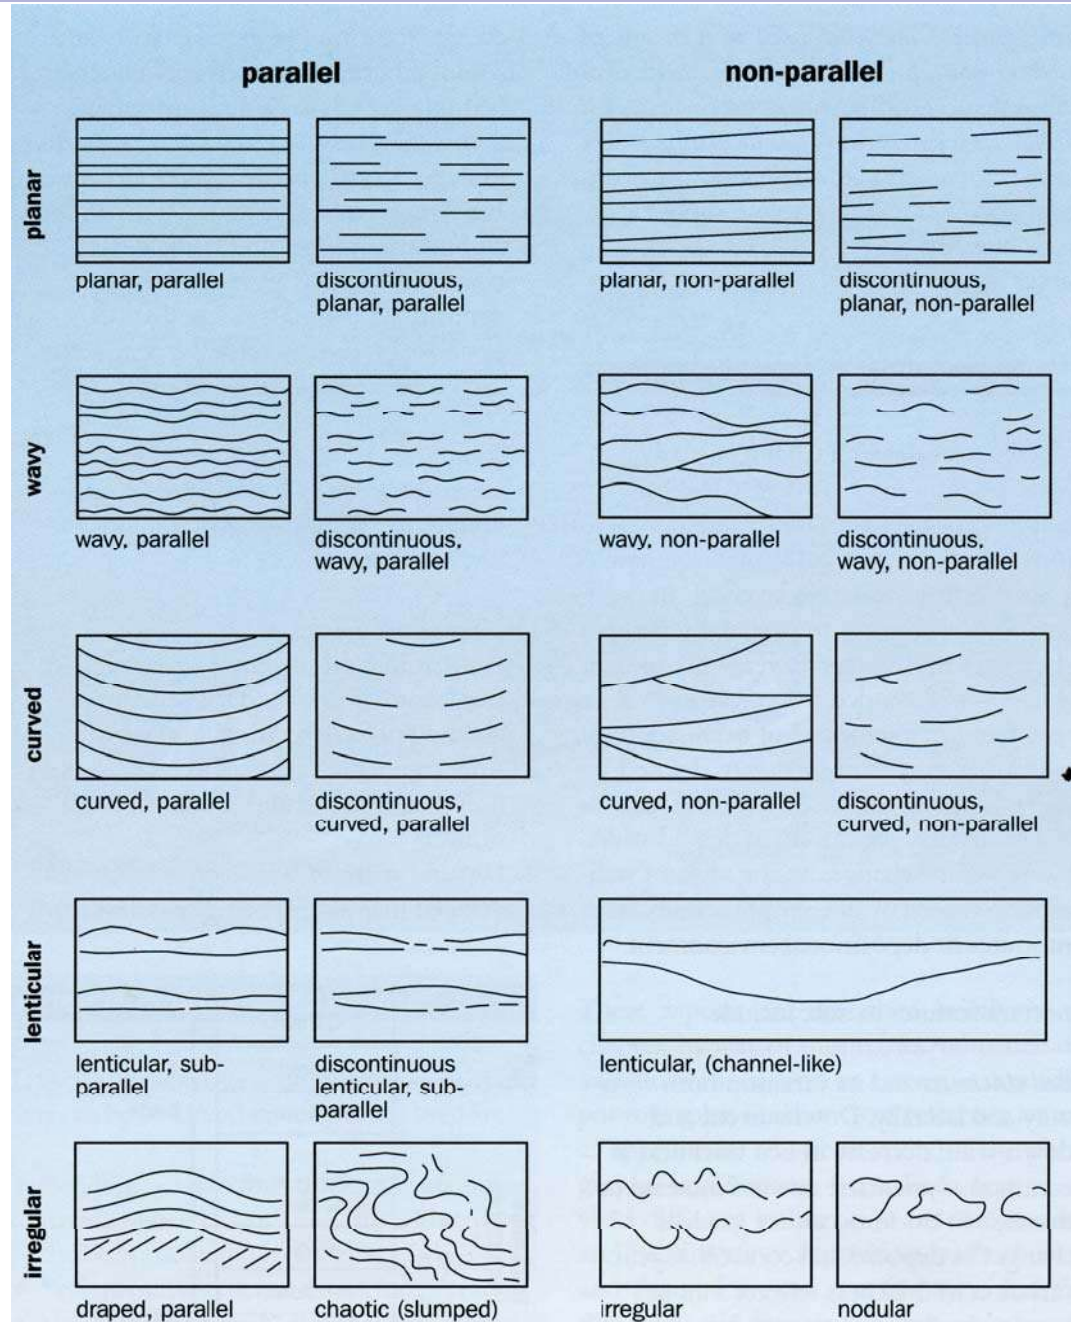 parallel
non-parallel
planar
planar, parallel
discontinuous,
planar, parallel
planar, non-parallel
discontinuous,
planar, non-parallel
wavy
wavy, parallel
discontinuous,
wavy, parallel
wavy, non-parallel
discontinuous,
wavy, non-parallel
curved
curved, parallel
discontinuous,
curved, parallel
curved, non-parallel
discontinuous,
curved, non-parallel
lenticular
lenticular, sub-
parallel
discontinuous
lenticular, sub-
parallel
lenticular, (channel-like)
irregular
draped, parallel
chaotic (slumped)
irregular
nodular